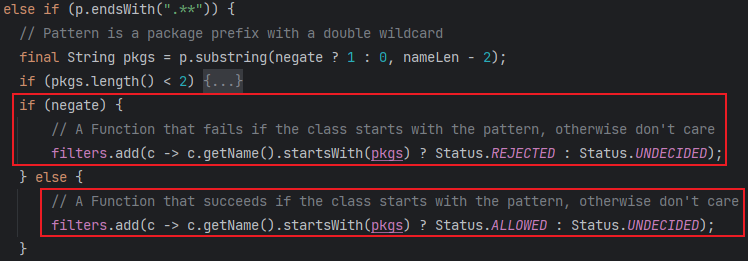 else if (p.endsWith(".**")) {
// Pattern is a package prefix with a double wildcard
final String pkgs = p.substring(negate ? 1 : 0, nameLen - 2);
if (pkgs.length() < 2) {...}
if (negate) {
// A Function that fails if the class starts with the pattern, otherwise don't care
filters.add(c -> c.getName().startsWith(pkgs) ? Status.REJECTED : Status.UNDECIDED);
} else {
// A Function that succeeds if the class starts with the pattern, otherwise don't care
filters.add(c -> c.getName().startsWith(pkgs) ? Status.ALLOWED : Status.UNDECIDED);
}